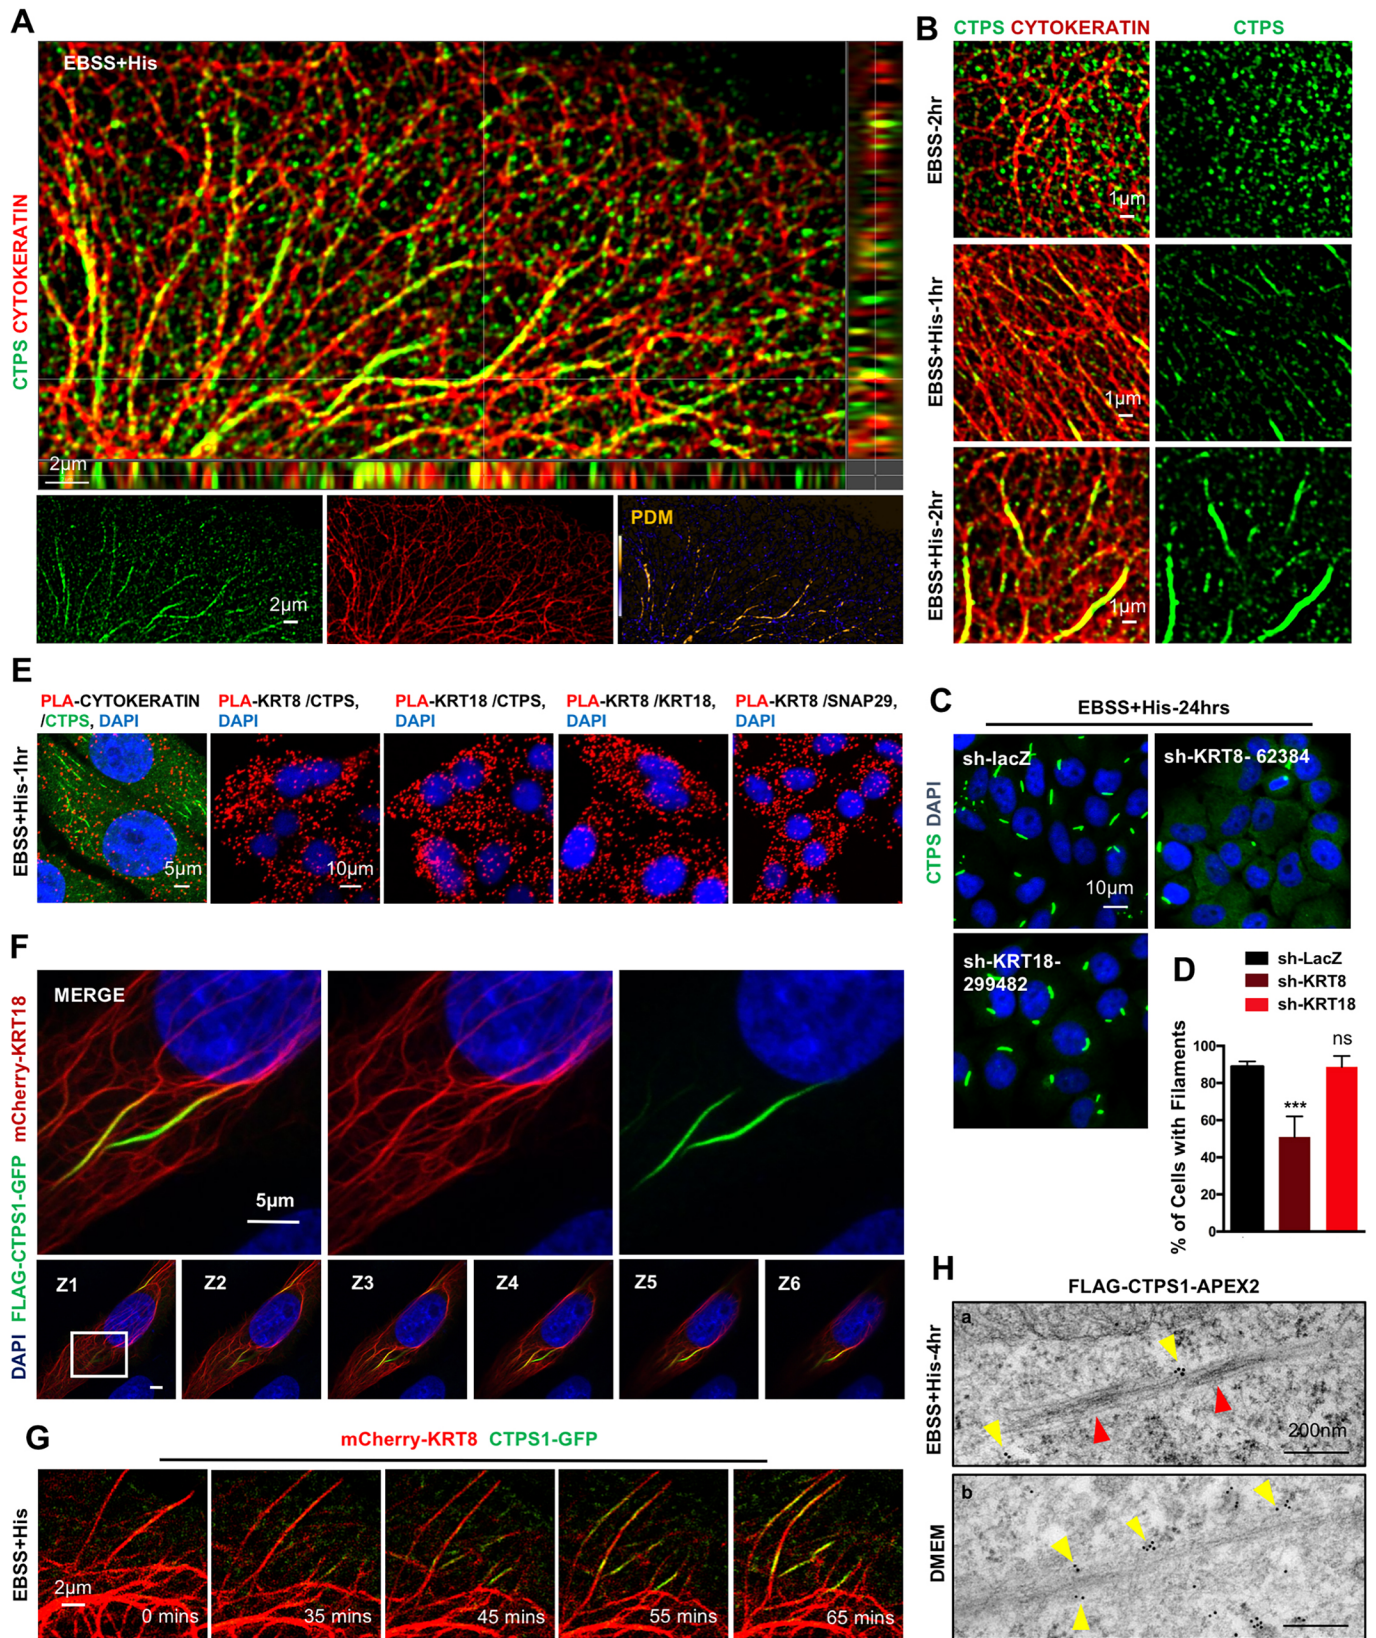 A
EBSS+His
CTPS CYTOKERATIN
2µm
2µm
PDM
B
CTPS CYTOKERATIN
CTPS
EBSS-2hr
1µm
EBSS+His-1hr
1µm
EBSS+His-2hr
1µm
E
PLA-CYTOKERATIN
/CTPS, DAPI
PLA-KRT8 /CTPS,
DAPI
PLA-KRT18 /CTPS,
DAPI
PLA-KRT8 /KRT18,
DAPI
PLA-KRT8 /SNAP29,
DAPI
EBSS+His-1hr
5µm
10µm
C
EBSS+His-24hrs
CTPS DAPI
sh-lacZ
10µm
sh-KRT8- 62384
sh-KRT18-
299482
D
sh-LacZ
sh-KRT8
sh-KRT18
% of Cells with Filaments
100
80
60
40
20
0
***
ns
F
DAPI FLAG-CTPS1-GFP mCherry-KRT18
MERGE
5µm
Z1
Z2
Z3
Z4
Z5
Z6
G
mCherry-KRT8 CTPS1-GFP
EBSS+His
2µm
0 mins
35 mins
45 mins
55 mins
65 mins
H
FLAG-CTPS1-APEX2
EBSS+His-4hr
a
200nm
DMEM
b